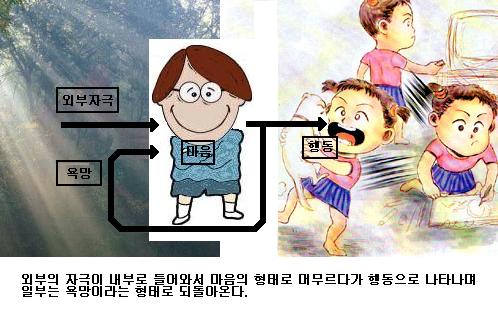 외부자극
마음
행동
욕망
외부의 자극이 내부로 들어와서 마음의 형태로 머무르다가 행동으로 나타나며
일부는 욕망이라는 형태로 되돌아온다.